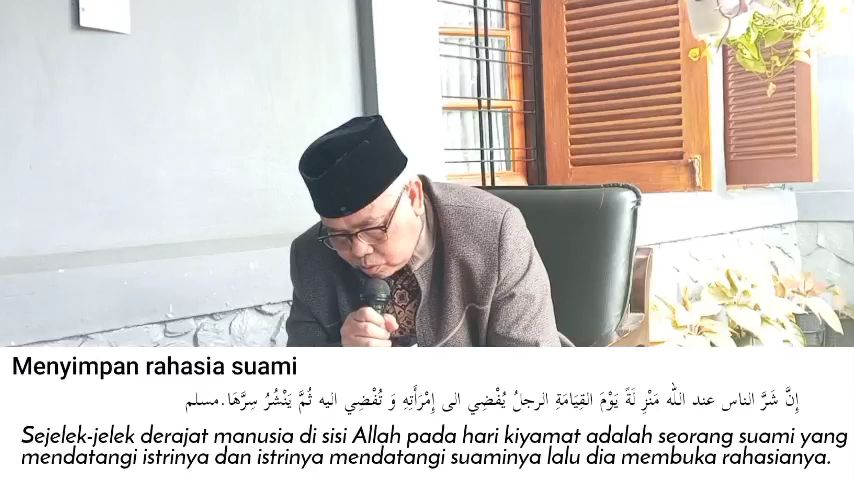 Menyimpan rahasia suami
إِنَّ شَرَّ الناس عند الله مَنْزِ لَةً يَوْمَ القِيَامَةِ الرجلُ يُفْضِي الى إِمْرَأَتِهِ وَ تُفْضِي اليه ثُمَّ يَنْشُرُ سِرَّهَا.مسلم
Sejelek-jelek derajat manusia di sisi Allah pada hari kiyamat adalah seorang suami yang
mendatangi istrinya dan istrinya mendatangi suaminya lalu dia membuka rahasianya.